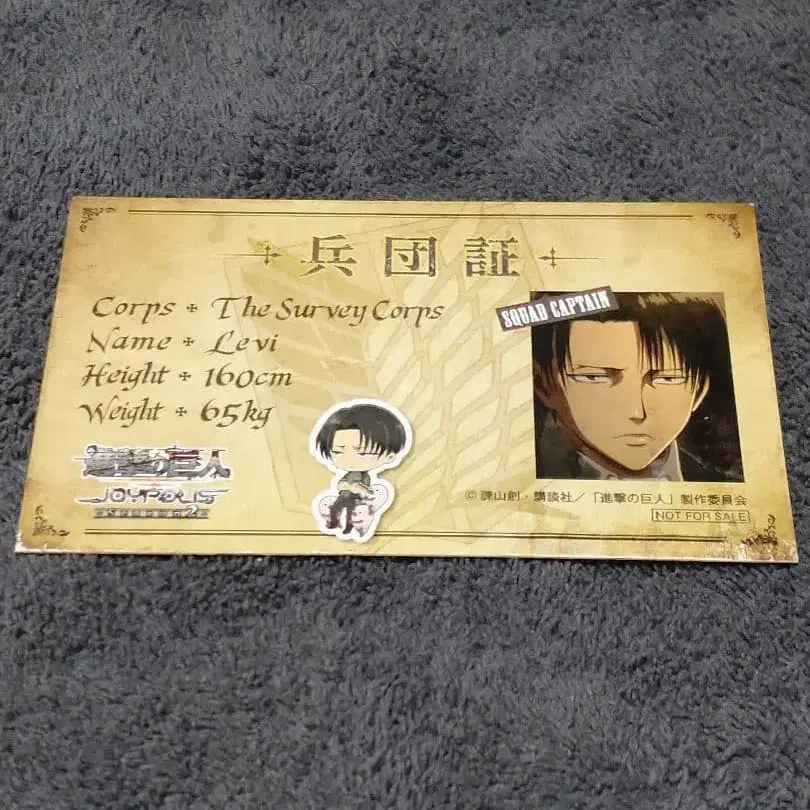 兵団証
Corps + The Survey Corps
Name + Levi
Height + 160cm
Weight + 65kg
SQUAD CAPTAIN
進撃の巨人
JOYPOLIS
©諫山創・講談社/「進撃の巨人」製作委員会
NOT FOR SALE